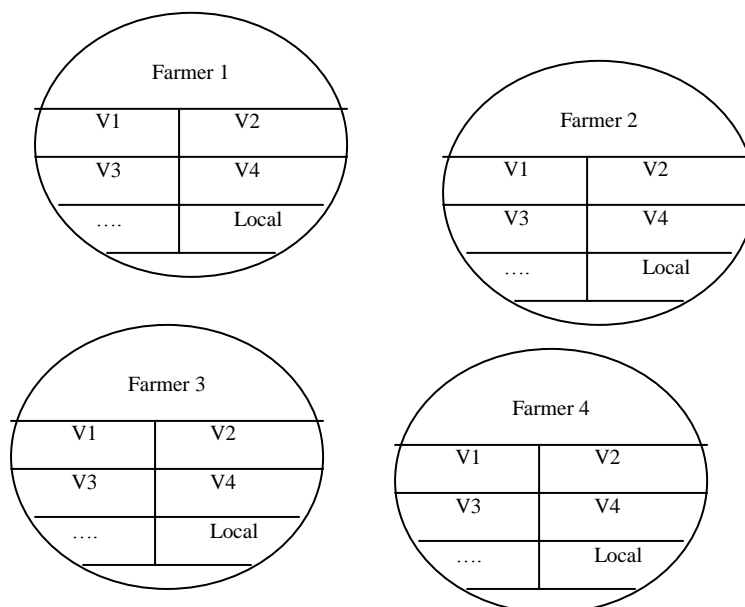 Farmer 1
V1 V2
V3 V4
…. Local
Farmer 2
V1 V2
V3 V4
…. Local
Farmer 3
V1 V2
V3 V4
…. Local
Farmer 4
V1 V2
V3 V4
…. Local